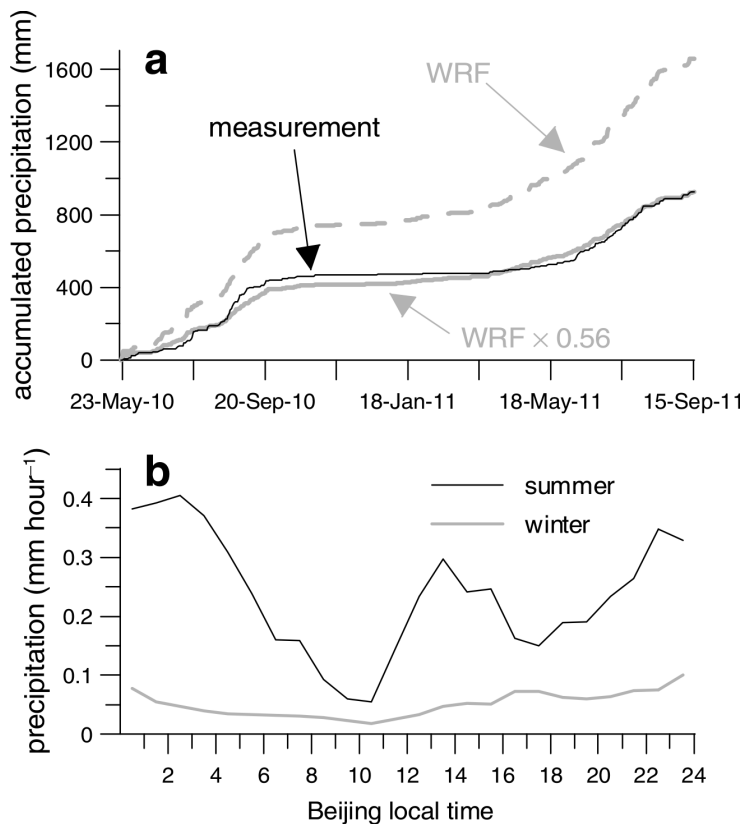 accumulated precipitation (mm)
a
1600
1200
800
400
0
WRF
measurement
WRF × 0.56
23-May-10 20-Sep-10 18-Jan-11 18-May-11 15-Sep-11
precipitation (mm hour⁻¹)
b
0.4
0.3
0.2
0.1
0
summer
winter
2 4 6 8 10 12 14 16 18 20 22 24
Beijing local time